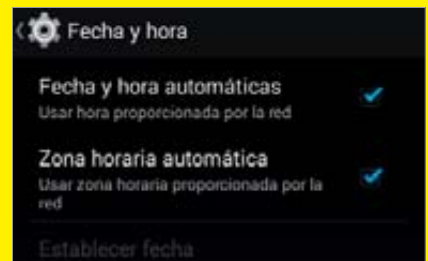 Fecha y hora
Fecha y hora automáticas
Usar hora proporcionada por la red
Zona horaria automática
Usar zona horaria proporcionada por la
red
Establecer fecha